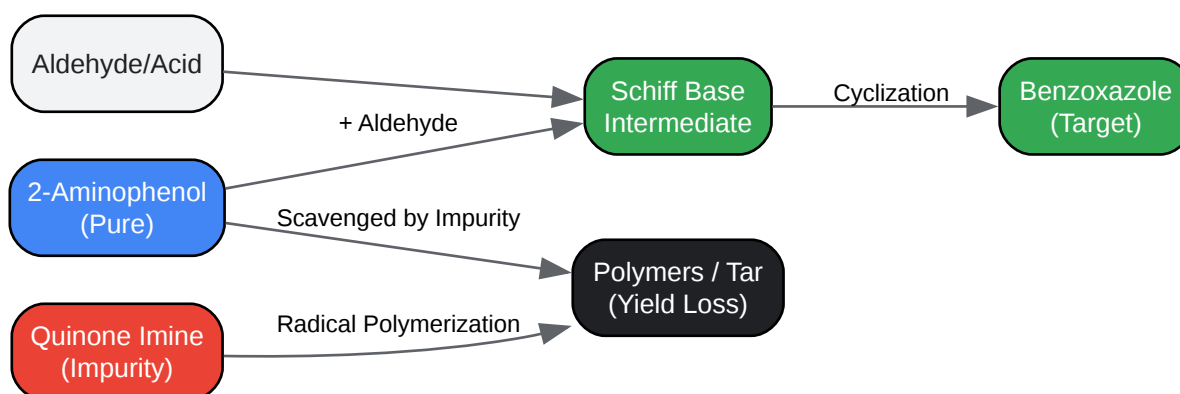 Aldehyde/Acid
+ Aldehyde
2-Aminophenol
(Pure)
Scavenged by Impurity
Quinone Imine
(Impurity)
Radical Polymerization
Schiff Base
Intermediate
Cyclization
Benzoxazole
(Target)
Polymers / Tar
(Yield Loss)